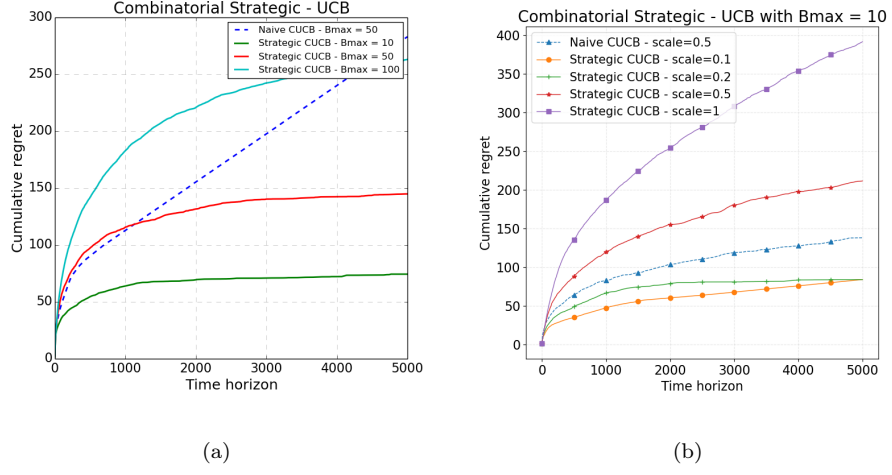 Combinatorial Strategic - UCB
300
250
200
150
100
50
0
0 1000 2000 3000 4000 5000
Cumulative regret
Time horizon
Naive CUCB - Bmax = 50
Strategic CUCB - Bmax = 10
Strategic CUCB - Bmax = 50
Strategic CUCB - Bmax = 100
(a)
Combinatorial Strategic - UCB with Bmax = 10
400
350
300
250
200
150
100
50
0
0 1000 2000 3000 4000 5000
Cumulative regret
Time horizon
Naive CUCB - scale=0.5
Strategic CUCB - scale=0.1
Strategic CUCB - scale=0.2
Strategic CUCB - scale=0.5
Strategic CUCB - scale=1
(b)